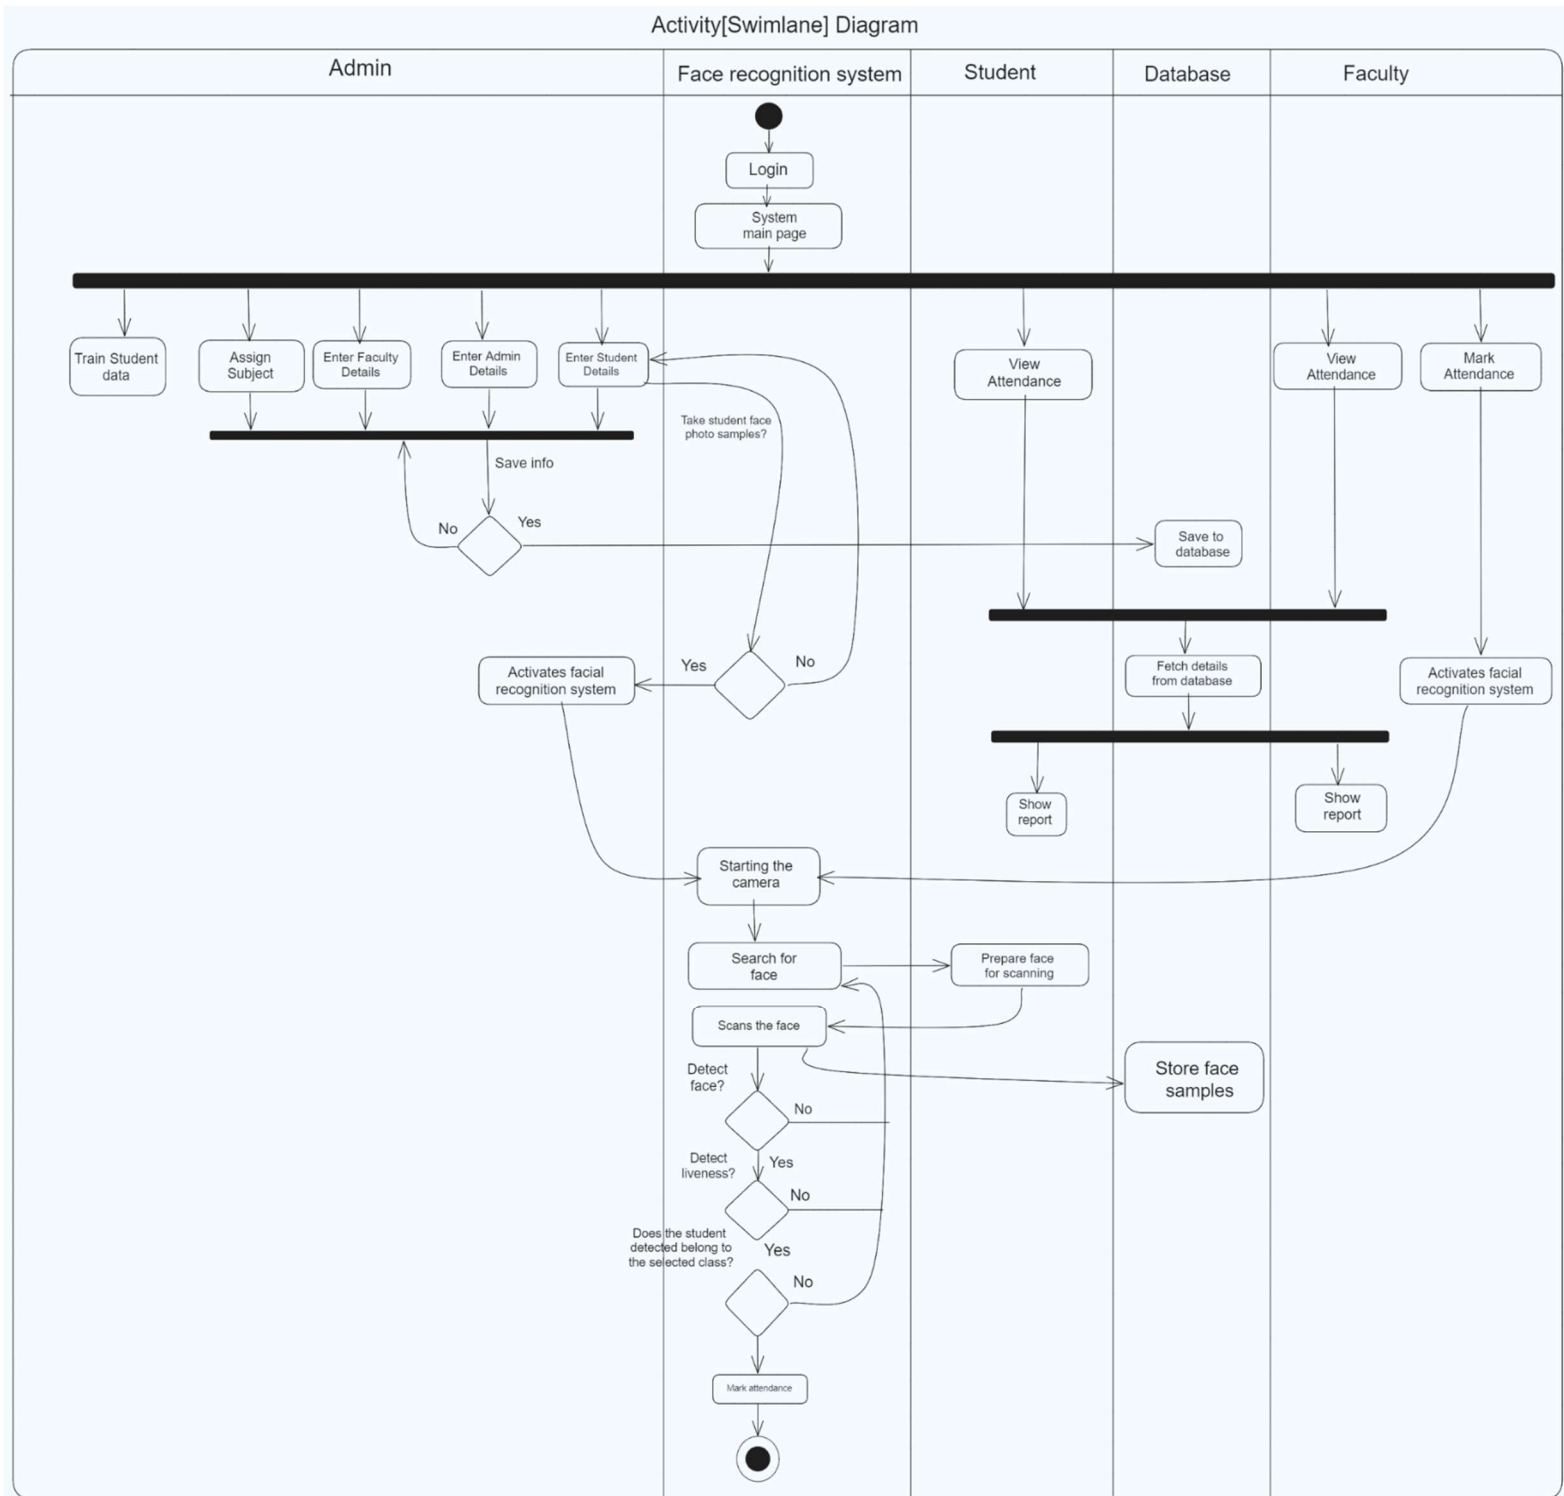 Activity[Swimlane] Diagram
Admin
Face recognition system
Student
Database
Faculty
Login
System
main page
Train Student
data
Assign
Subject
Enter Faculty
Details
Enter Admin
Details
Enter Student
Details
View
Attendance
View
Attendance
Mark
Attendance
Take student face
photo samples?
Save info
No
Yes
Save to
database
Activates facial
recognition system
Yes
No
Fetch details
from database
Activates facial
recognition system
Show
report
Show
report
Starting the
camera
Search for
face
Prepare face
for scanning
Scans the face
Detect
face?
Store face
samples
No
Detect
liveness?
Yes
No
Does the student
detected belong to
the selected class?
Yes
No
Mark attendance